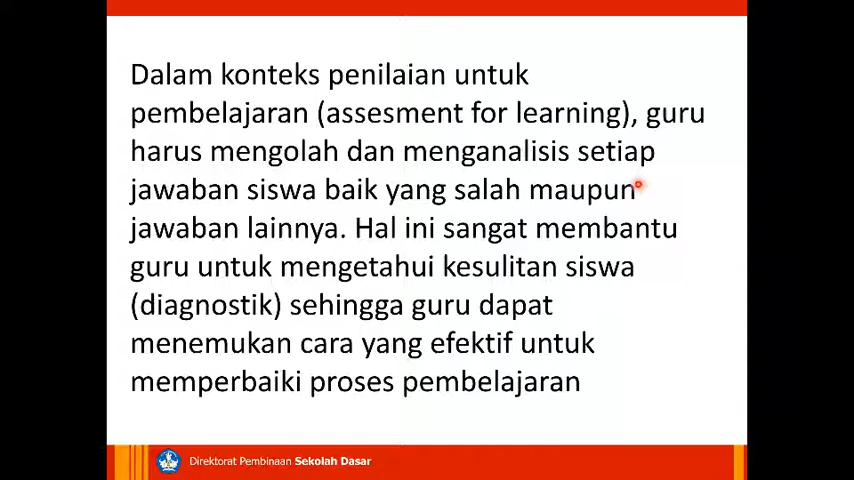 Dalam konteks penilaian untuk
pembelajaran (assesment for learning), guru
harus mengolah dan menganalisis setiap
jawaban siswa baik yang salah maupun
jawaban lainnya. Hal ini sangat membantu
guru untuk mengetahui kesulitan siswa
(diagnostik) sehingga guru dapat
menemukan cara yang efektif untuk
memperbaiki proses pembelajaran
Direktorat Pembinaan Sekolah Dasar